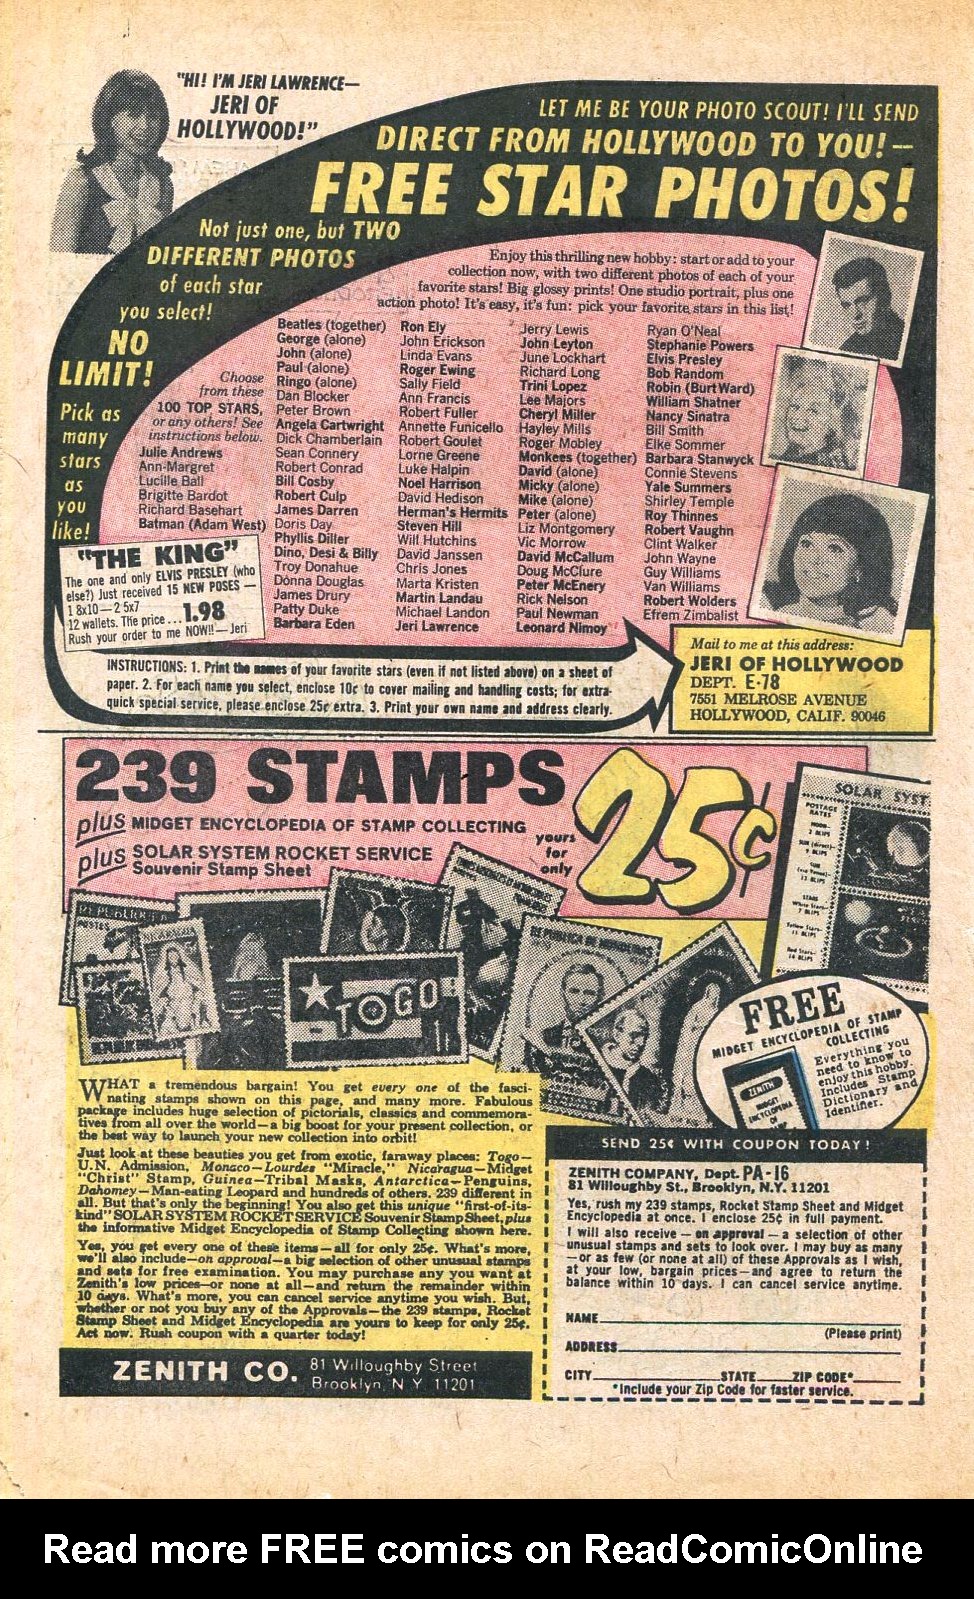 "HI! I'M JERI LAWRENCE—
JERI OF
HOLLYWOOD!"
LET ME BE YOUR PHOTO SCOUT! I'LL SEND
DIRECT FROM HOLLYWOOD TO YOU!—
FREE STAR PHOTOS!
Not just one, but TWO
DIFFERENT PHOTOS
of each star
you select!
NO
LIMIT!
Pick as
many
stars
as
you
like!
Enjoy this thrilling new hobby: start or add to your
collection now, with two different photos of each of your
favorite stars! Big glossy prints! One studio portrait, plus one
action photo! It's easy, it's fun: pick your favorite stars in this list!
Choose
from these
100 TOP STARS,
or any others! See
instructions below.
Julie Andrews
Ann-Margret
Lucille Ball
Brigitte Bardot
Richard Basehart
Batman (Adam West)
Beatles (together)
George (alone)
John (alone)
Paul (alone)
Ringo (alone)
Dan Blocker
Peter Brown
Angela Cartwright
Dick Chamberlain
Sean Connery
Robert Conrad
Bill Cosby
Robert Culp
James Darren
Doris Day
Phyllis Diller
Dino, Desi & Billy
Troy Donahue
Donna Douglas
James Drury
Patty Duke
Barbara Eden
Ron Ely
John Erickson
Linda Evans
Roger Ewing
Sally Field
Ann Francis
Robert Fuller
Annette Funicello
Robert Goulet
Lorne Greene
Luke Halpin
Noel Harrison
David Hedison
Herman's Hermits
Steven Hill
Will Hutchins
David Janssen
Chris Jones
Marta Kristen
Martin Landau
Michael Landon
Jeri Lawrence
Jerry Lewis
John Leyton
June Lockhart
Richard Long
Trini Lopez
Lee Majors
Cheryl Miller
Hayley Mills
Roger Mobley
Monkees (together)
David (alone)
Micky (alone)
Mike (alone)
Peter (alone)
Liz Montgomery
Vic Morrow
David McCallum
Doug McClure
Peter McEnery
Rick Nelson
Paul Newman
Leonard Nimoy
Ryan O'Neal
Stephanie Powers
Elvis Presley
Bob Random
Robin (Burt Ward)
William Shatner
Nancy Sinatra
Bill Smith
Elke Sommer
Barbara Stanwyck
Connie Stevens
Yale Summers
Shirley Temple
Roy Thinnes
Robert Vaughn
Clint Walker
John Wayne
Guy Williams
Van Williams
Robert Wolders
Efrem Zimbalist
"THE KING"
The one and only ELVIS PRESLEY (who
else?) Just received 15 NEW POSES—
1 8x10—2 5x7
12 wallets. The price . . . 1.98
Rush your order to me NOW!!—Jeri
INSTRUCTIONS: 1. Print the names of your favorite stars (even if not listed above) on a sheet of
paper. 2. For each name you select, enclose 10¢ to cover mailing and handling costs; for extra-
quick special service, please enclose 25¢ extra. 3. Print your own name and address clearly.
Mail to me at this address:
JERI OF HOLLYWOOD
DEPT. E-78
7551 MELROSE AVENUE
HOLLYWOOD, CALIF. 90046
239 STAMPS
plus MIDGET ENCYCLOPEDIA OF STAMP COLLECTING
plus SOLAR SYSTEM ROCKET SERVICE
Souvenir Stamp Sheet
yours
for
only
25¢
SOLAR SYST
POSTAGE
RATES
TOGO
FREE
MIDGET ENCYCLOPEDIA OF STAMP
COLLECTING
Everything you
need to know to
enjoy this hobby.
Includes Stamp
Dictionary and
Identifier.
ZENITH
MIDGET
ENCYCLOPEDIA
WHAT a tremendous bargain! You get every one of the fasci-
nating stamps shown on this page, and many more. Fabulous
package includes huge selection of pictorials, classics and commemora-
tives from all over the world—a big boost for your present collection, or
the best way to launch your new collection into orbit!
Just look at these beauties you get from exotic, faraway places: Togo—
U.N. Admission, Monaco—Lourdes "Miracle," Nicaragua—Midget
"Christ" Stamp, Guinea—Tribal Masks, Antarctica—Penguins,
Dahomey—Man-eating Leopard and hundreds of others. 239 different in
all. But that's only the beginning! You also get this unique "first-of-its-
kind" SOLAR SYSTEM ROCKET SERVICE Souvenir Stamp Sheet, plus
the informative Midget Encyclopedia of Stamp Collecting shown here.
Yes, you get every one of these items—all for only 25¢. What's more,
we'll also include—on approval—a big selection of other unusual stamps
and sets for free examination. You may purchase any you want at
Zenith's low prices—or none at all—and return the remainder within
10 days. What's more, you can cancel service anytime you wish. But,
whether or not you buy any of the Approvals—the 239 stamps, Rocket
Stamp Sheet and Midget Encyclopedia are yours to keep for only 25¢.
Act now. Rush coupon with a quarter today!
ZENITH CO. 81 Willoughby Street
Brooklyn, N Y 11201
SEND 25¢ WITH COUPON TODAY!
ZENITH COMPANY, Dept. PA-16
81 Willoughby St., Brooklyn, N.Y. 11201
Yes, rush my 239 stamps, Rocket Stamp Sheet and Midget
Encyclopedia at once. I enclose 25¢ in full payment.
I will also receive — on approval — a selection of other
unusual stamps and sets to look over. I may buy as many
— or as few (or none at all) of these Approvals as I wish,
at your low, bargain prices—and agree to return the
balance within 10 days. I can cancel service anytime.
NAME
(Please print)
ADDRESS
CITY STATE ZIP CODE*
*Include your Zip Code for faster service.
Read more FREE comics on ReadComicOnline